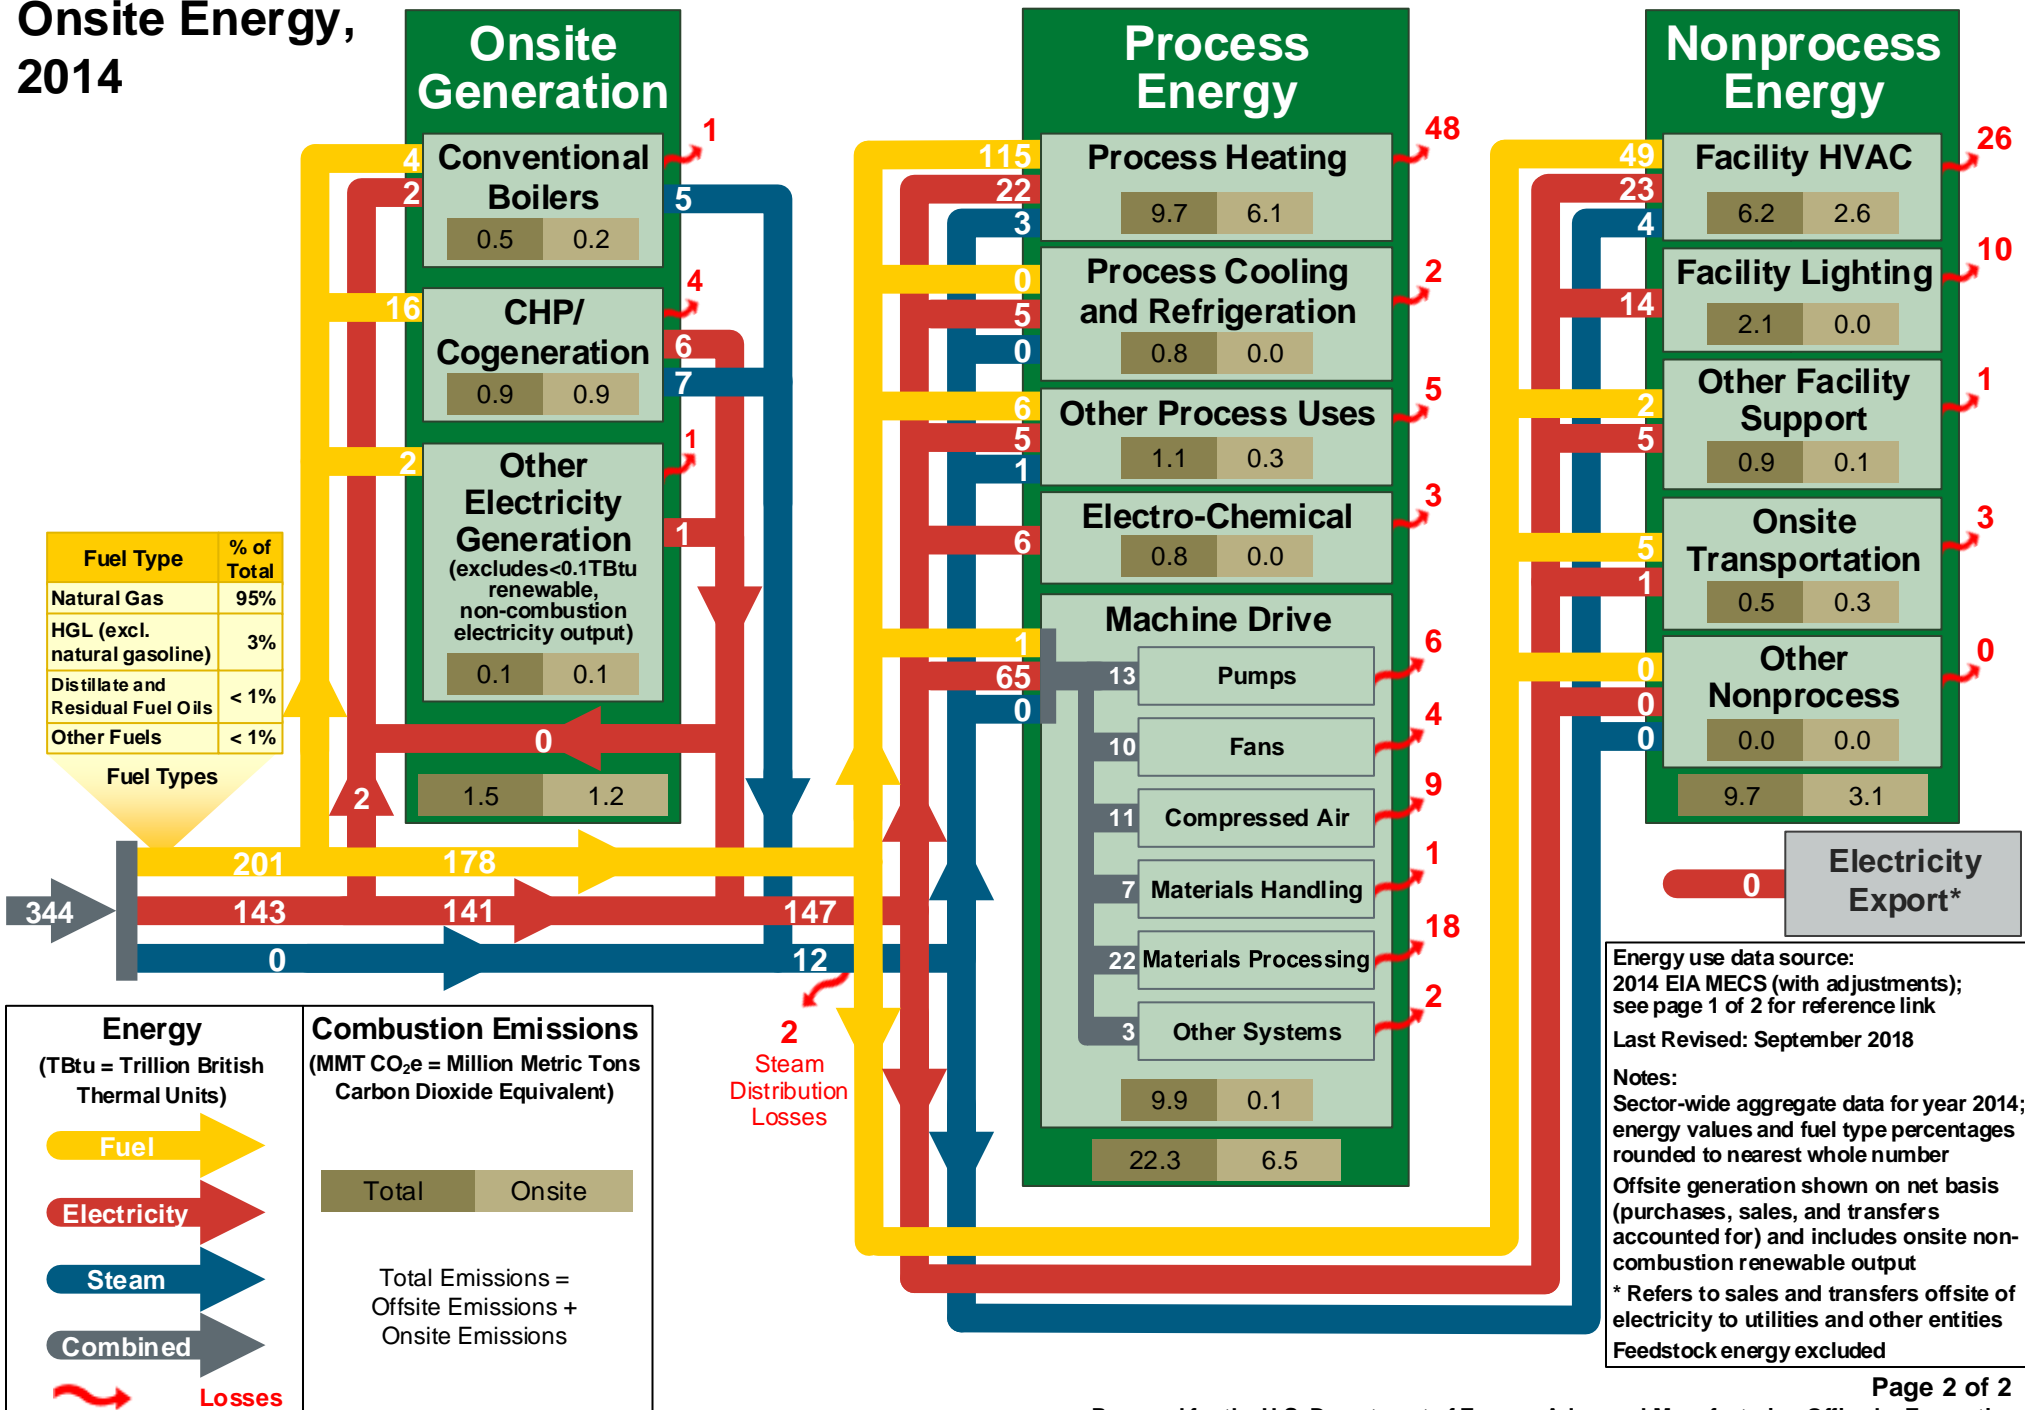 Onsite Energy,
2014
Onsite
Generation
Conventional
Boilers
0.5 0.2
4
2
1
5
CHP/
Cogeneration
0.9 0.9
16
4
6
7
Other
Electricity
Generation
(excludes<0.1TBtu
renewable,
non-combustion
electricity output)
0.1 0.1
2
1
1
0
1.5 1.2
2
Fuel Type % of Total
Natural Gas 95%
HGL (excl.
natural gasoline) 3%
Distillate and
Residual Fuel Oils < 1%
Other Fuels < 1%
Fuel Types
344
201 178
143 141 147
0 12
2
Steam
Distribution
Losses
Process
Energy
115
22
3
Process Heating
9.7 6.1
48
0
5
0
Process Cooling
and Refrigeration
0.8 0.0
2
6
5
1
Other Process Uses
1.1 0.3
5
6
Electro-Chemical
0.8 0.0
3
1
65
0
Machine Drive
13 Pumps 6
10 Fans 4
11 Compressed Air 9
7 Materials Handling 1
22 Materials Processing 18
3 Other Systems 2
9.9 0.1
22.3 6.5
Nonprocess
Energy
49
23
4
Facility HVAC
6.2 2.6
26
14
Facility Lighting
2.1 0.0
10
2
5
Other Facility
Support
0.9 0.1
1
5
1
Onsite
Transportation
0.5 0.3
3
0
0
0
Other
Nonprocess
0.0 0.0
0
9.7 3.1
0
Electricity
Export*
Energy
(TBtu = Trillion British
Thermal Units)
Fuel
Electricity
Steam
Combined
Losses
Combustion Emissions
(MMT CO₂e = Million Metric Tons
Carbon Dioxide Equivalent)
Total Onsite
Total Emissions =
Offsite Emissions +
Onsite Emissions
Energy use data source:
2014 EIA MECS (with adjustments);
see page 1 of 2 for reference link
Last Revised: September 2018
Notes:
Sector-wide aggregate data for year 2014;
energy values and fuel type percentages
rounded to nearest whole number
Offsite generation shown on net basis
(purchases, sales, and transfers
accounted for) and includes onsite non-
combustion renewable output
* Refers to sales and transfers offsite of
electricity to utilities and other entities
Feedstock energy excluded
Page 2 of 2